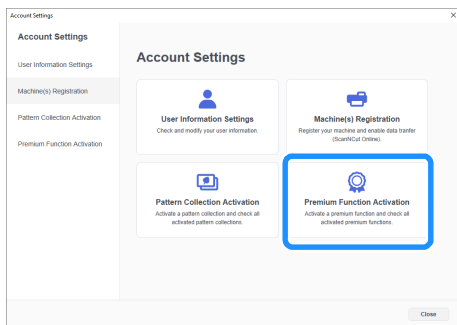 Account Settings
Account Settings
User Information Settings
Machine(s) Registration
Pattern Collection Activation
Premium Function Activation
Account Settings
User Information Settings
Check and modify your user information.
Machine(s) Registration
Register your machine and enable data tranfer
(ScanNCut Online).
Pattern Collection Activation
Activate a pattern collection and check all
activated pattern collections.
Premium Function Activation
Activate a premium function and check all
activated premium functions.
Close